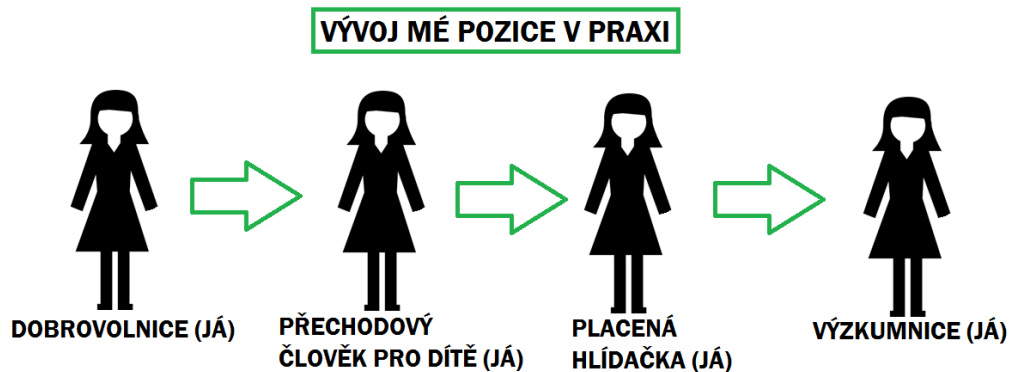 VÝVOJ MÉ POZICE V PRAXI
DOBROVOLNICE (JÁ)
PŘECHODOVÝ
ČLOVĚK PRO DÍTĚ (JÁ)
PLACENÁ
HLÍDAČKA (JÁ)
VÝZKUMNICE (JÁ)